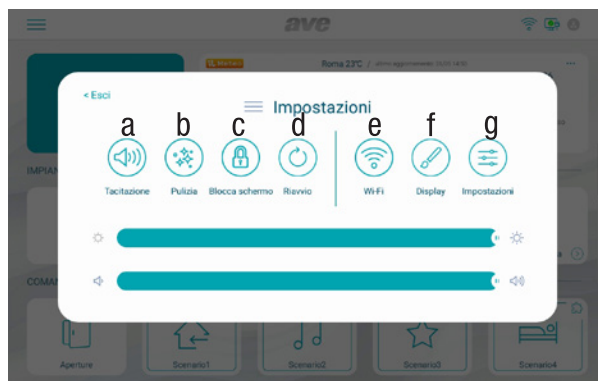 ave
Roma 23°C /
< Esci
Impostazioni
a b c d e f g
Tacitazione Pulizia Blocca schermo Riavvio Wi-Fi Display Impostazioni
IMPIAN
COMAN
Aperture Scenario1 Scenario2 Scenario3 Scenario4